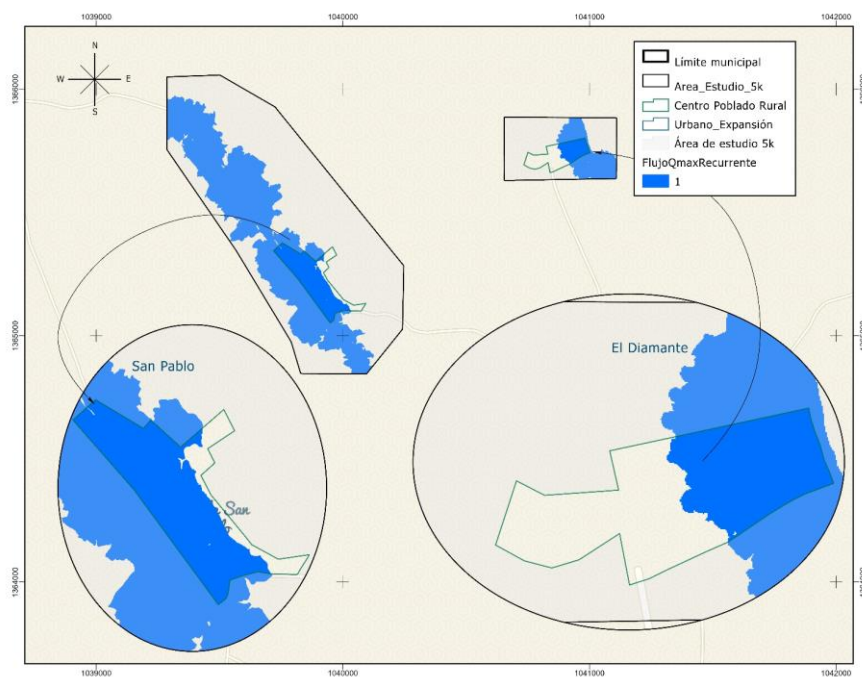 1039000
1040000
1041000
1042000
N
W E
S
1366000
Límite municipal
Area_Estudio_5k
Centro Poblado Rural
Urbano_Expansión
Área de estudio 5k
FlujoQmaxRecurrente
1
1365000
San Pablo
El Diamante
San
1364000
1039000
1040000
1041000
1042000